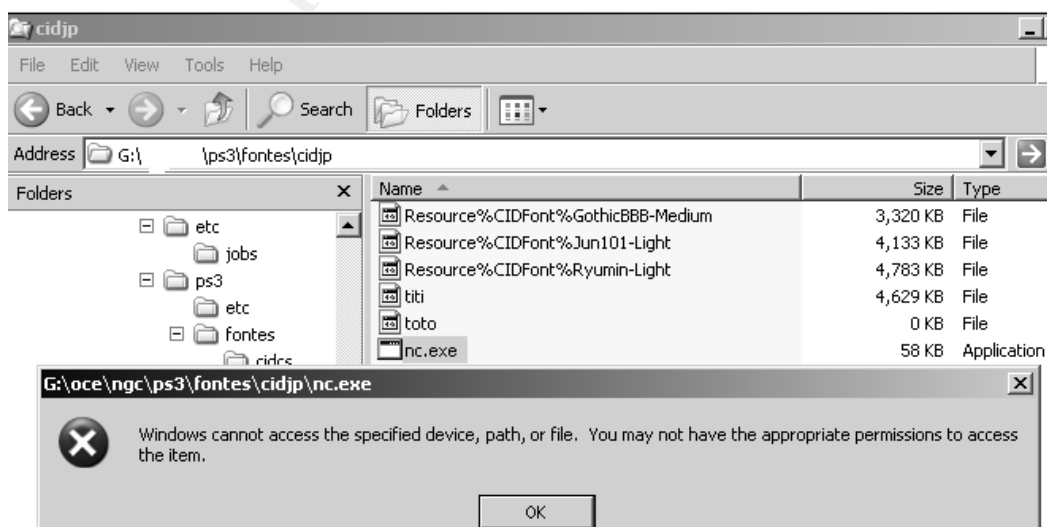 cidjp
File Edit View Tools Help
Back Search Folders
Address G:\ \ps3\fontes\cidjp
Folders x Name Size Type
etc
jobs
ps3
etc
fontes
cidcs
Resource%CIDFont%GothicBBB-Medium 3,320 KB File
Resource%CIDFont%Jun101-Light 4,133 KB File
Resource%CIDFont%Ryumin-Light 4,783 KB File
titi 4,629 KB File
toto 0 KB File
nc.exe 58 KB Application
G:\oce\ngc\ps3\fontes\cidjp\nc.exe
Windows cannot access the specified device, path, or file. You may not have the appropriate permissions to access
the item.
OK